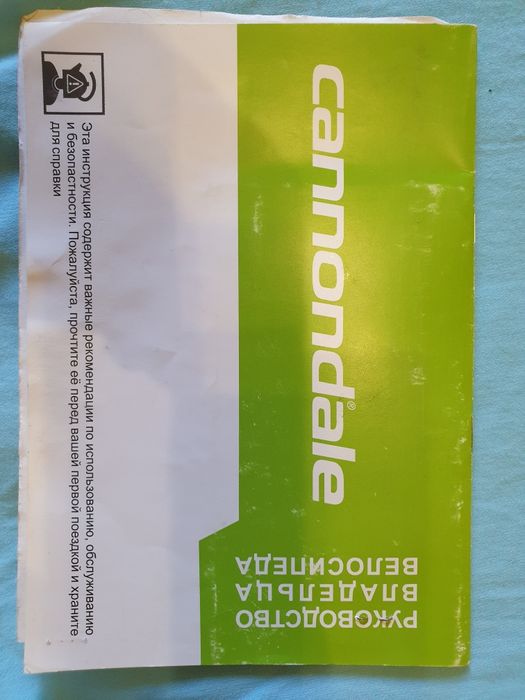 cannondale®
РУКОВОДСТВО
ВЛАДЕЛЬЦА
ВЕЛОСИПЕДА
Эта инструкция содержит важные рекомендации по использованию, обслуживанию
и безопастности. Пожалуйста, прочтите её перед вашей первой поездкой и храните
для справки